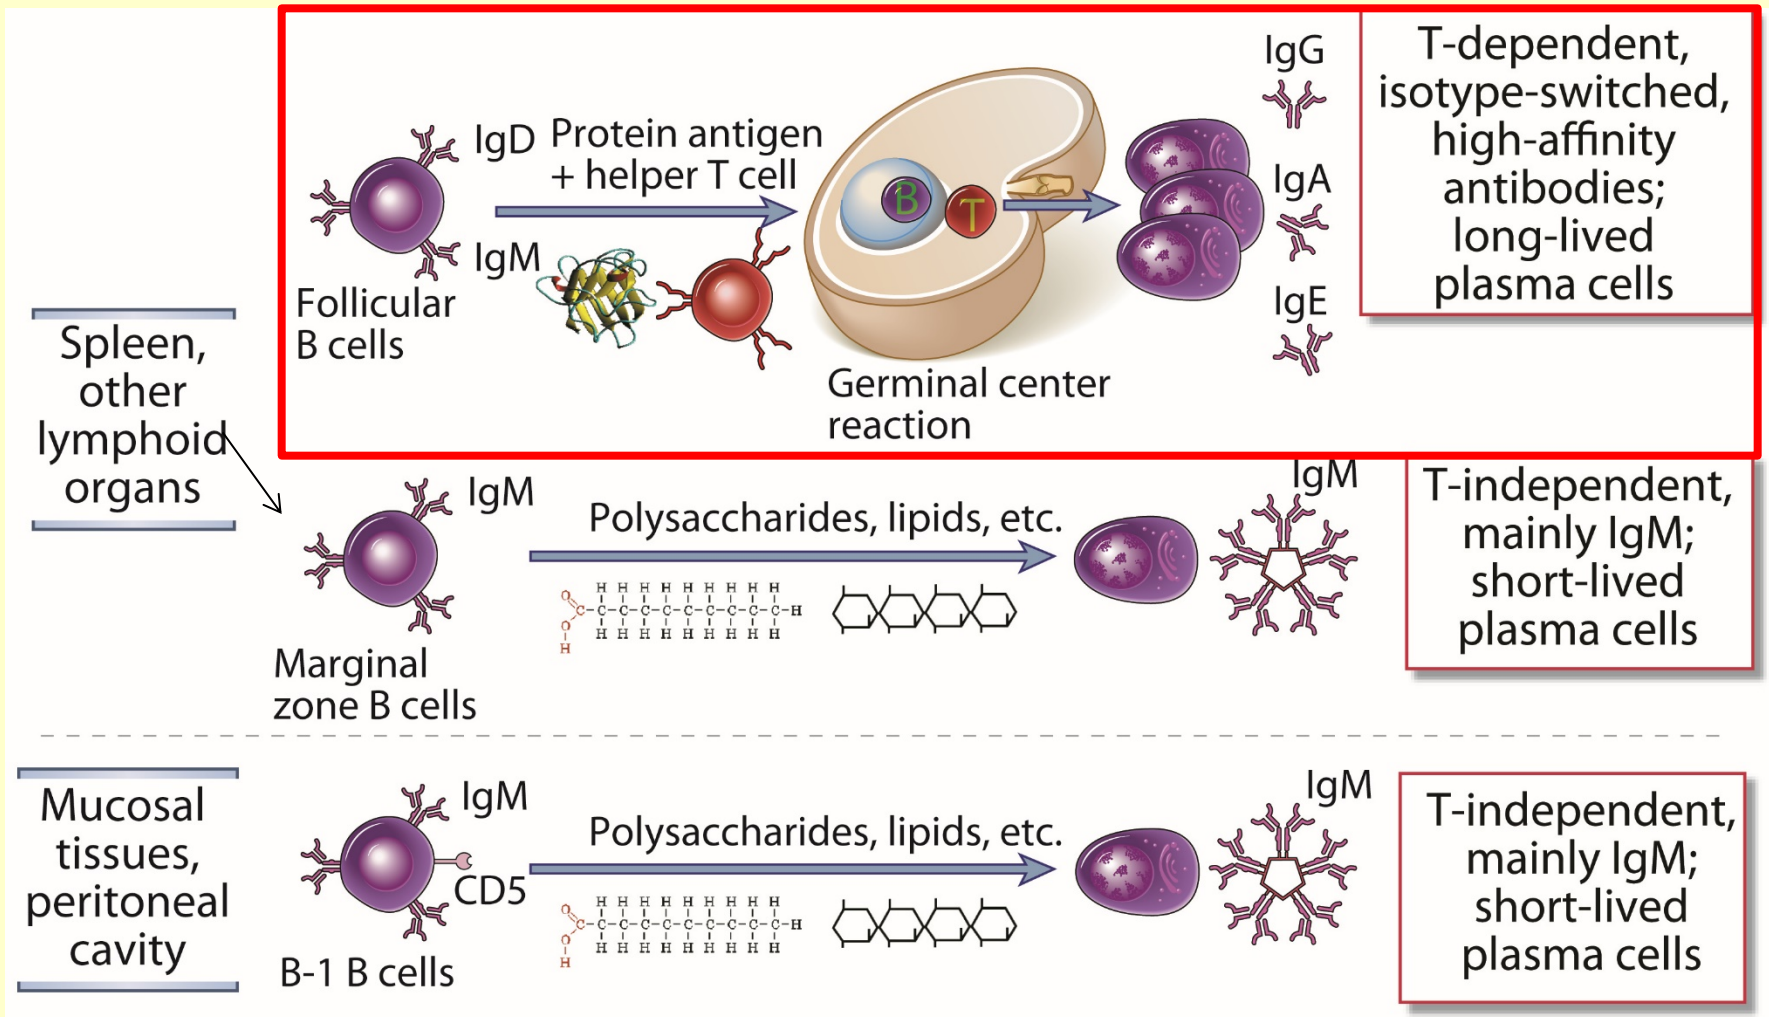 Spleen,
other
lymphoid
organs
IgD
IgM
Follicular
B cells
Protein antigen
+ helper T cell
B
T
Germinal center
reaction
IgG
IgA
IgE
T-dependent,
isotype-switched,
high-affinity
antibodies;
long-lived
plasma cells
IgM
Marginal
zone B cells
Polysaccharides, lipids, etc.
O
O
H
H H H H H H H H H
C-C-C-C-C-C-C-C-C-C-H
H H H H H H H H H
IgM
T-independent,
mainly IgM;
short-lived
plasma cells
Mucosal
tissues,
peritoneal
cavity
IgM
CD5
B-1 B cells
Polysaccharides, lipids, etc.
O
O
H
H H H H H H H H H
C-C-C-C-C-C-C-C-C-C-H
H H H H H H H H H
IgM
T-independent,
mainly IgM;
short-lived
plasma cells